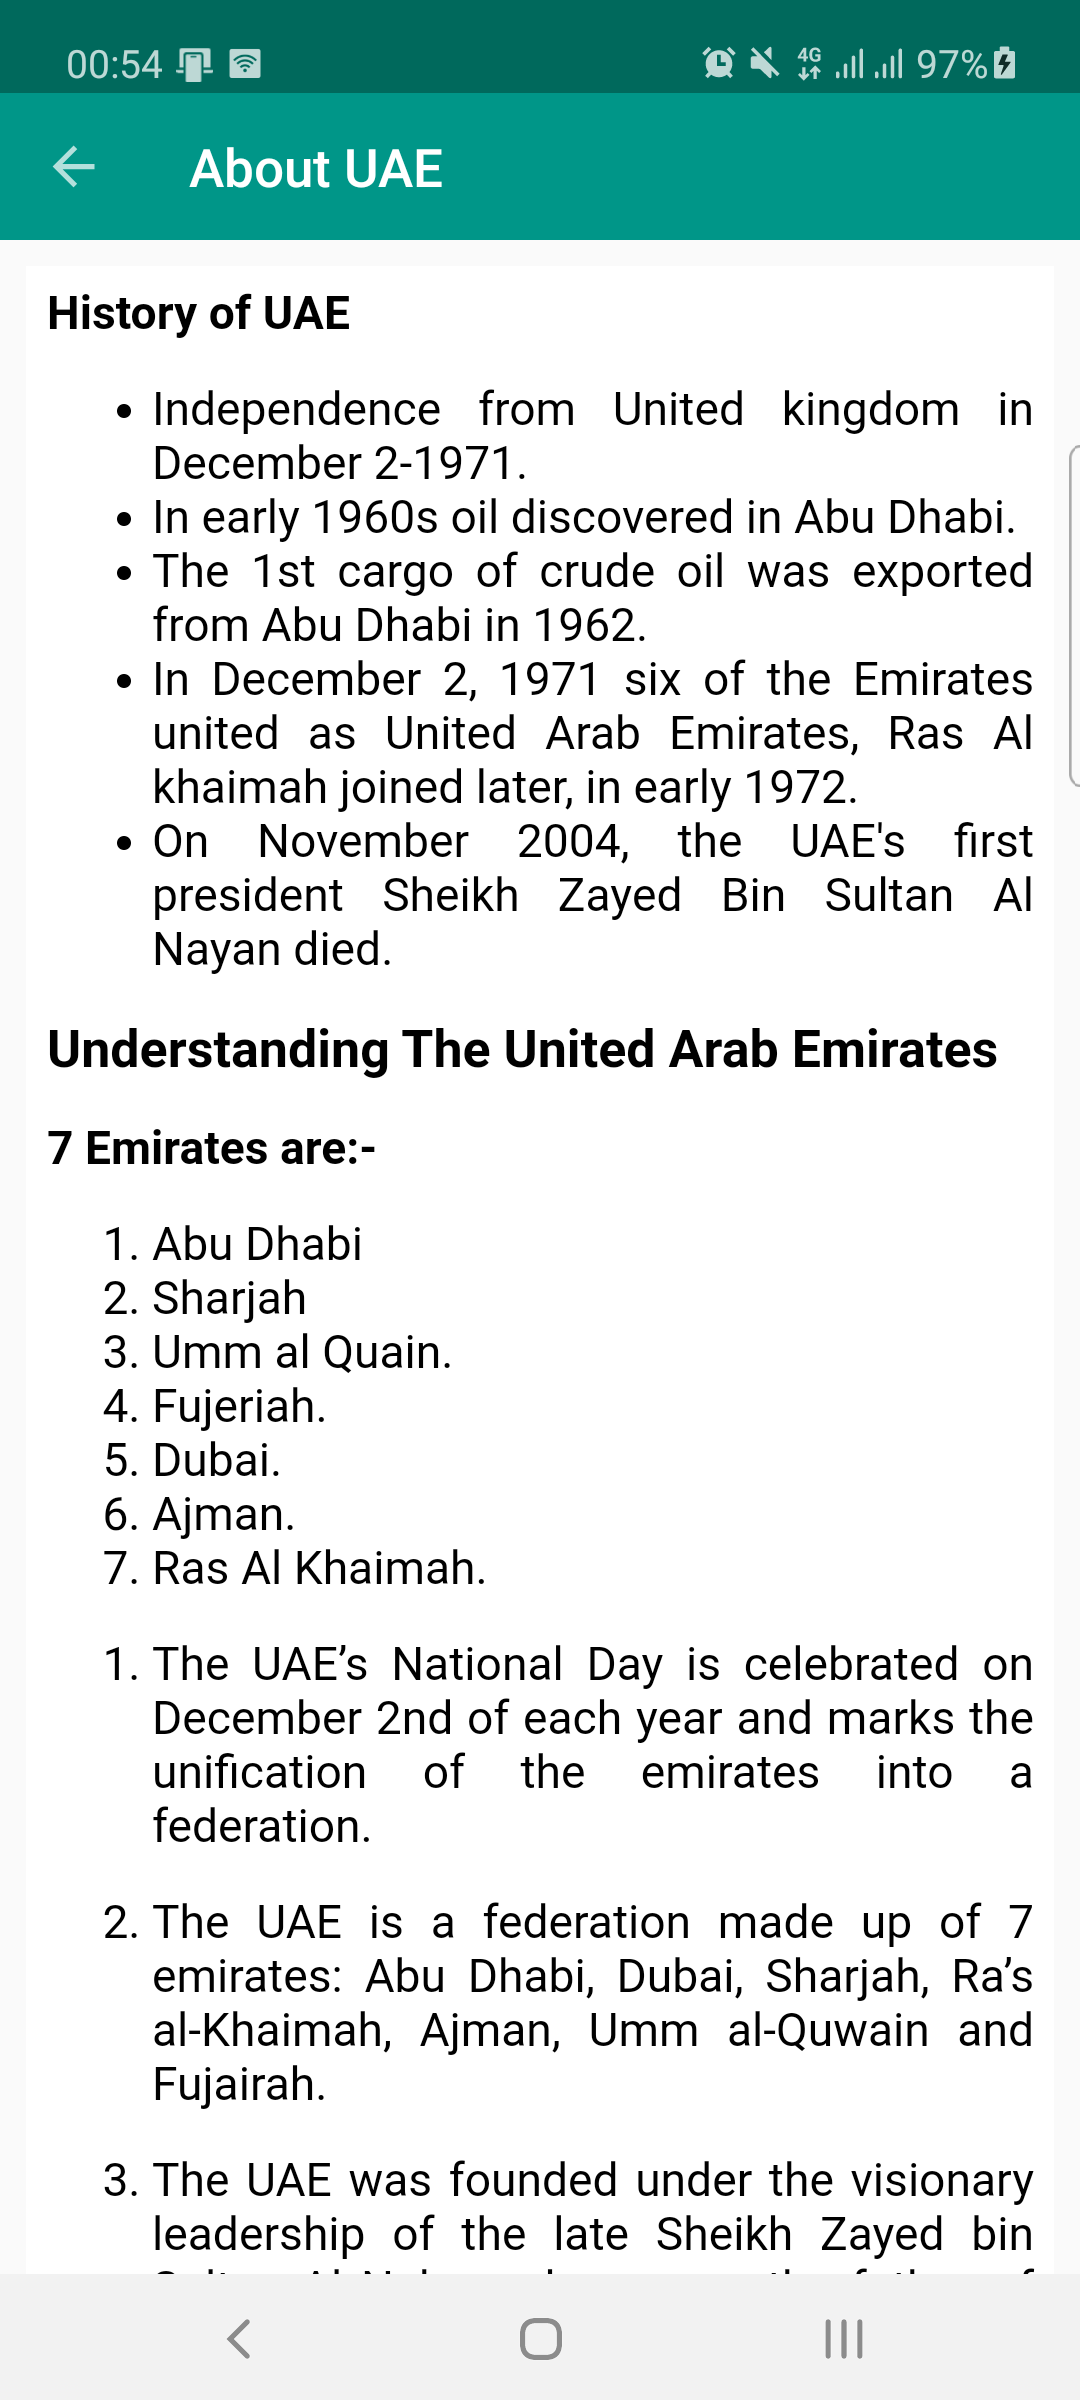 00:54
4G
97%
About UAE
History of UAE
• Independence from United kingdom in
December 2-1971.
• In early 1960s oil discovered in Abu Dhabi.
• The 1st cargo of crude oil was exported
from Abu Dhabi in 1962.
• In December 2, 1971 six of the Emirates
united as United Arab Emirates, Ras Al
khaimah joined later, in early 1972.
• On November 2004, the UAE's first
president Sheikh Zayed Bin Sultan Al
Nayan died.
Understanding The United Arab Emirates
7 Emirates are:-
1. Abu Dhabi
2. Sharjah
3. Umm al Quain.
4. Fujeriah.
5. Dubai.
6. Ajman.
7. Ras Al Khaimah.
1. The UAE’s National Day is celebrated on
December 2nd of each year and marks the
unification of the emirates into a
federation.
2. The UAE is a federation made up of 7
emirates: Abu Dhabi, Dubai, Sharjah, Ra’s
al-Khaimah, Ajman, Umm al-Quwain and
Fujairah.
3. The UAE was founded under the visionary
leadership of the late Sheikh Zayed bin